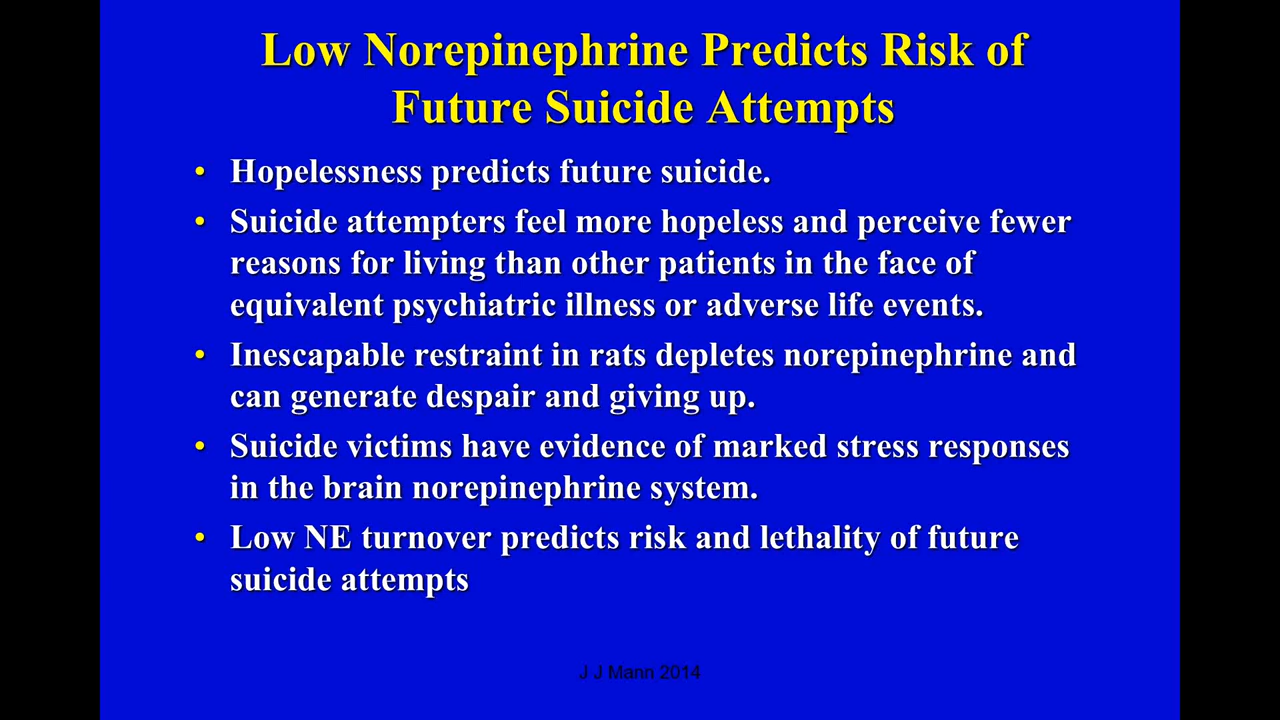 Low Norepinephrine Predicts Risk of
Future Suicide Attempts
• Hopelessness predicts future suicide.
• Suicide attempters feel more hopeless and perceive fewer
reasons for living than other patients in the face of
equivalent psychiatric illness or adverse life events.
• Inescapable restraint in rats depletes norepinephrine and
can generate despair and giving up.
• Suicide victims have evidence of marked stress responses
in the brain norepinephrine system.
• Low NE turnover predicts risk and lethality of future
suicide attempts
J J Mann 2014